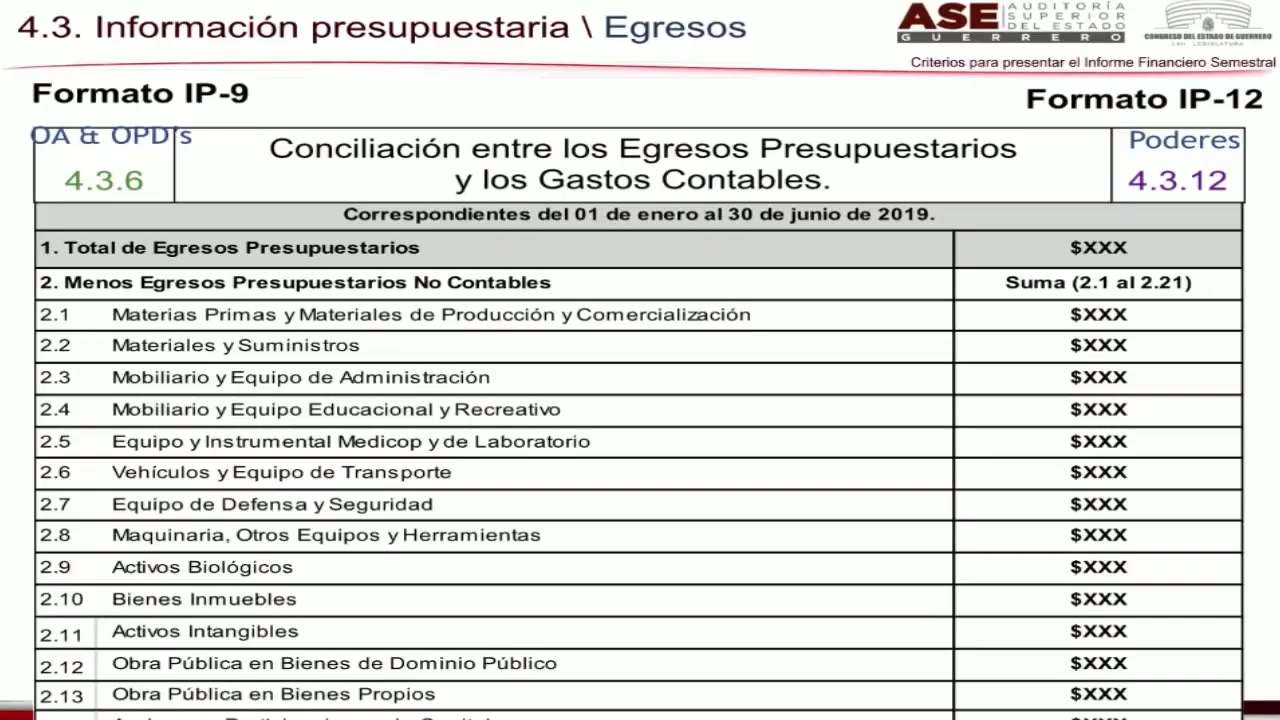 4.3. Información presupuestaria \ Egresos
ASE AUDITORÍA SUPERIOR DEL ESTADO
GUERRERO
CONGRESO DEL ESTADO DE GUERRERO
LXII LEGISLATURA
Criterios para presentar el Informe Financiero Semestral
Formato IP-9
Formato IP-12
OA & OPD's
4.3.6
Conciliación entre los Egresos Presupuestarios
y los Gastos Contables.
Poderes
4.3.12
Correspondientes del 01 de enero al 30 de junio de 2019.
1. Total de Egresos Presupuestarios $XXX
2. Menos Egresos Presupuestarios No Contables Suma (2.1 al 2.21)
2.1 Materias Primas y Materiales de Producción y Comercialización $XXX
2.2 Materiales y Suministros $XXX
2.3 Mobiliario y Equipo de Administración $XXX
2.4 Mobiliario y Equipo Educacional y Recreativo $XXX
2.5 Equipo y Instrumental Medicop y de Laboratorio $XXX
2.6 Vehículos y Equipo de Transporte $XXX
2.7 Equipo de Defensa y Seguridad $XXX
2.8 Maquinaria, Otros Equipos y Herramientas $XXX
2.9 Activos Biológicos $XXX
2.10 Bienes Inmuebles $XXX
2.11 Activos Intangibles $XXX
2.12 Obra Pública en Bienes de Dominio Público $XXX
2.13 Obra Pública en Bienes Propios $XXX